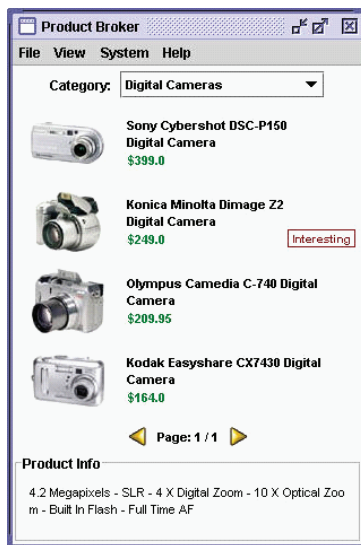 Product Broker
File View System Help
Category: Digital Cameras
Sony Cybershot DSC-P150
Digital Camera
$399.0
Konica Minolta Dimage Z2
Digital Camera
$249.0
Interesting
Olympus Camedia C-740 Digital
Camera
$209.95
Kodak Easyshare CX7430 Digital
Camera
$164.0
Page: 1 / 1
Product Info
4.2 Megapixels - SLR - 4 X Digital Zoom - 10 X Optical Zoo
m - Built In Flash - Full Time AF